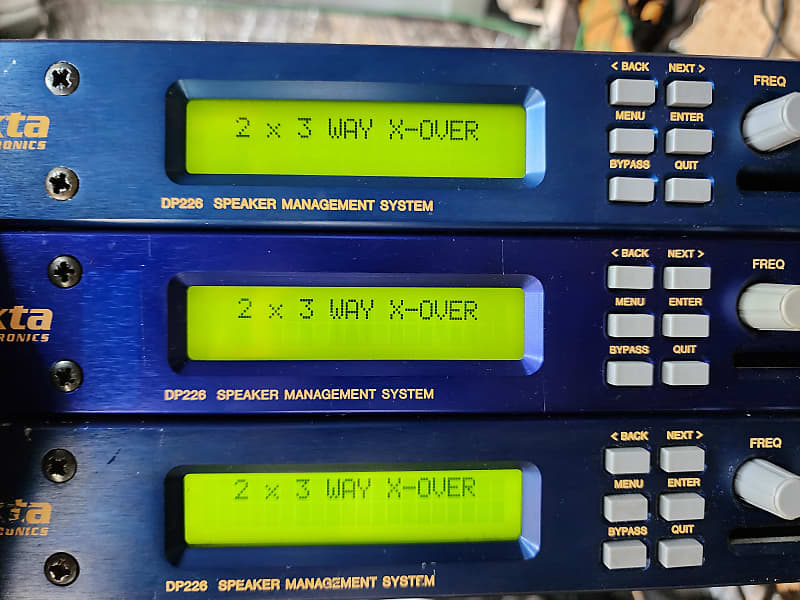 < BACK NEXT >
FREQ
2 x 3 WAY X-OVER
MENU ENTER
BYPASS QUIT
DP226 SPEAKER MANAGEMENT SYSTEM
< BACK NEXT >
FREQ
2 x 3 WAY X-OVER
MENU ENTER
BYPASS QUIT
DP226 SPEAKER MANAGEMENT SYSTEM
< BACK NEXT >
FREQ
2 x 3 WAY X-OVER
MENU ENTER
BYPASS QUIT
DP226 SPEAKER MANAGEMENT SYSTEM